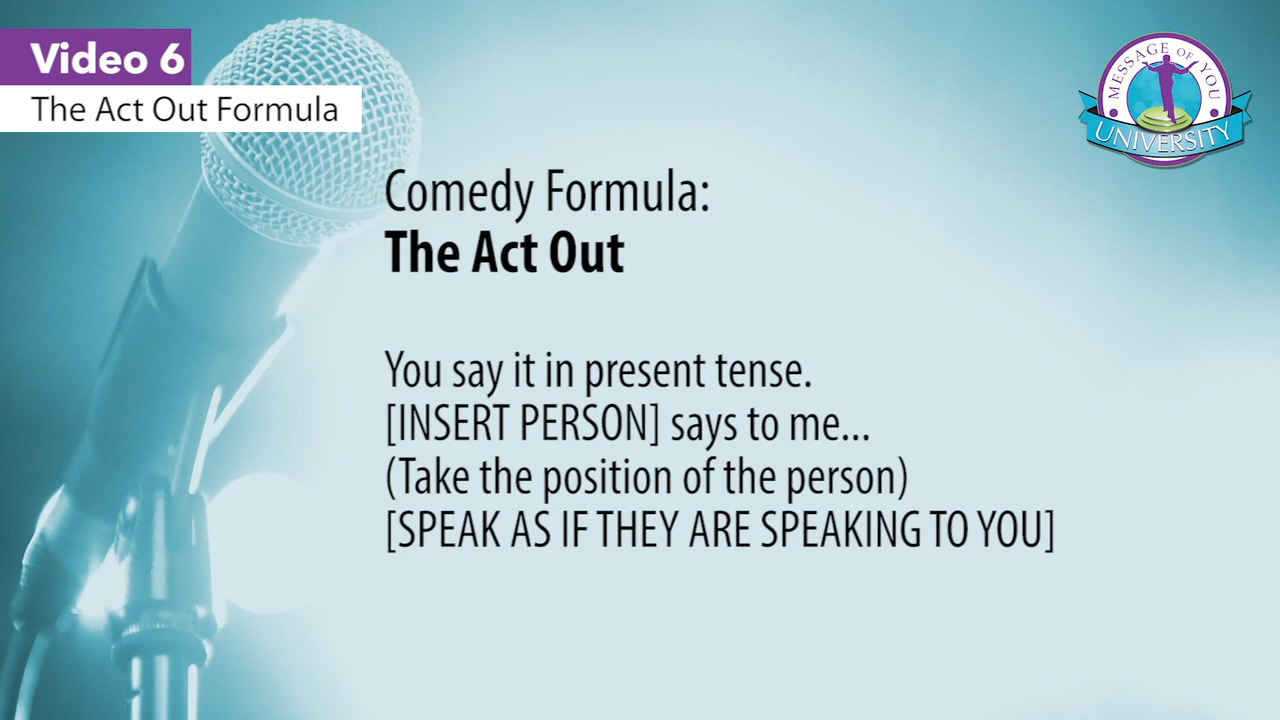 Video 6
The Act Out Formula
MESSAGE OF YOU
UNIVERSITY
Comedy Formula:
The Act Out
You say it in present tense.
[INSERT PERSON] says to me...
(Take the position of the person)
[SPEAK AS IF THEY ARE SPEAKING TO YOU]